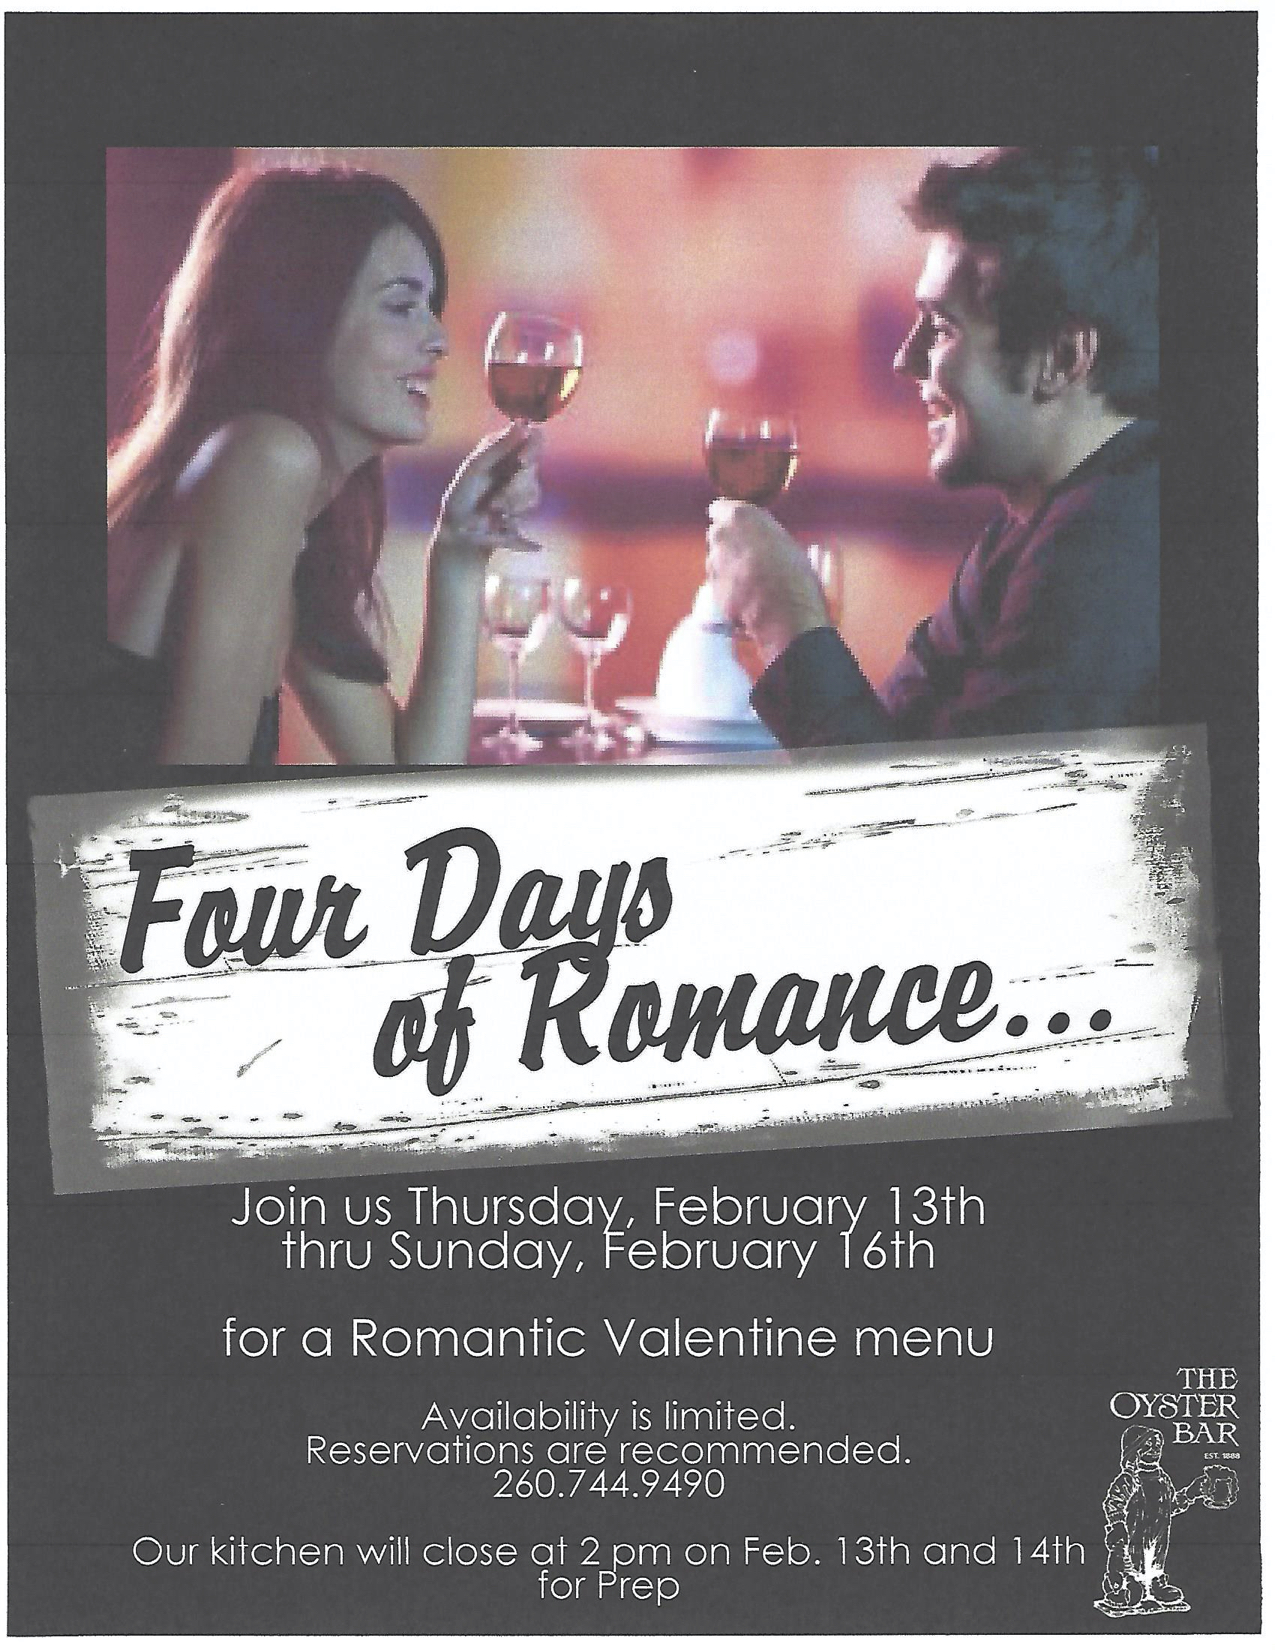 Four Days
of Romance...
Join us Thursday, February 13th
thru Sunday, February 16th
for a Romantic Valentine menu
Availability is limited.
Reservations are recommended.
260.744.9490
Our kitchen will close at 2 pm on Feb. 13th and 14th
for Prep
THE
OYSTER
BAR
EST. 1888